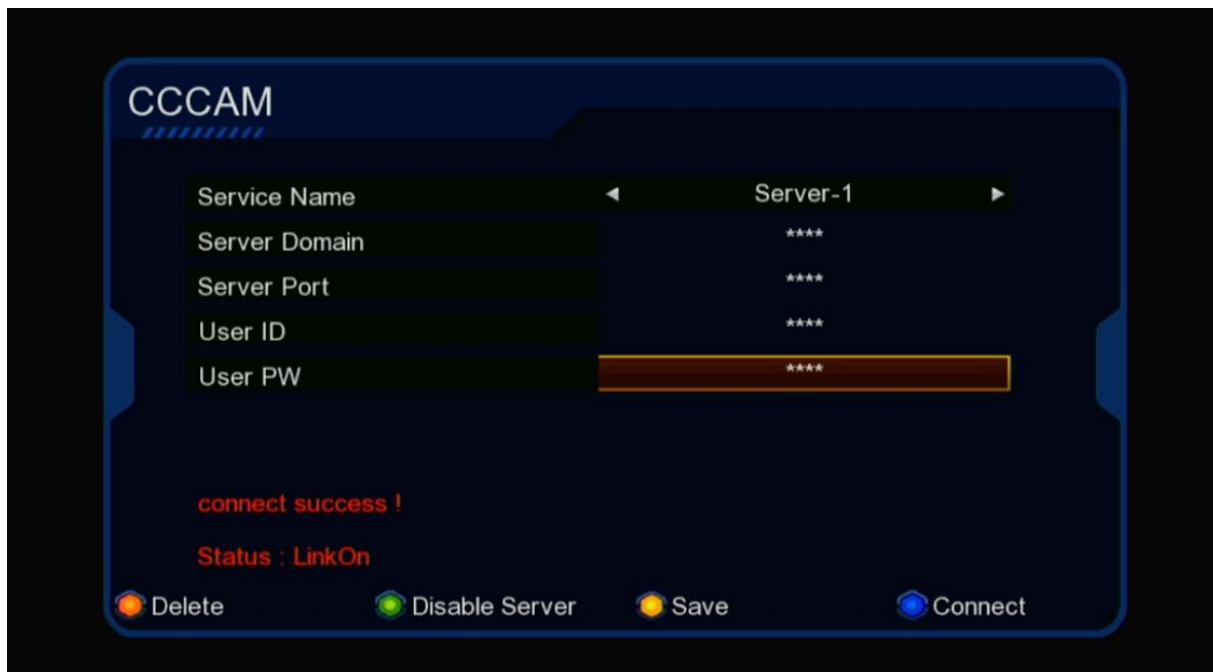 CCCAM
Service Name ◄ Server-1 ►
Server Domain ****
Server Port ****
User ID ****
User PW ****
connect success !
Status : LinkOn
Delete Disable Server Save Connect